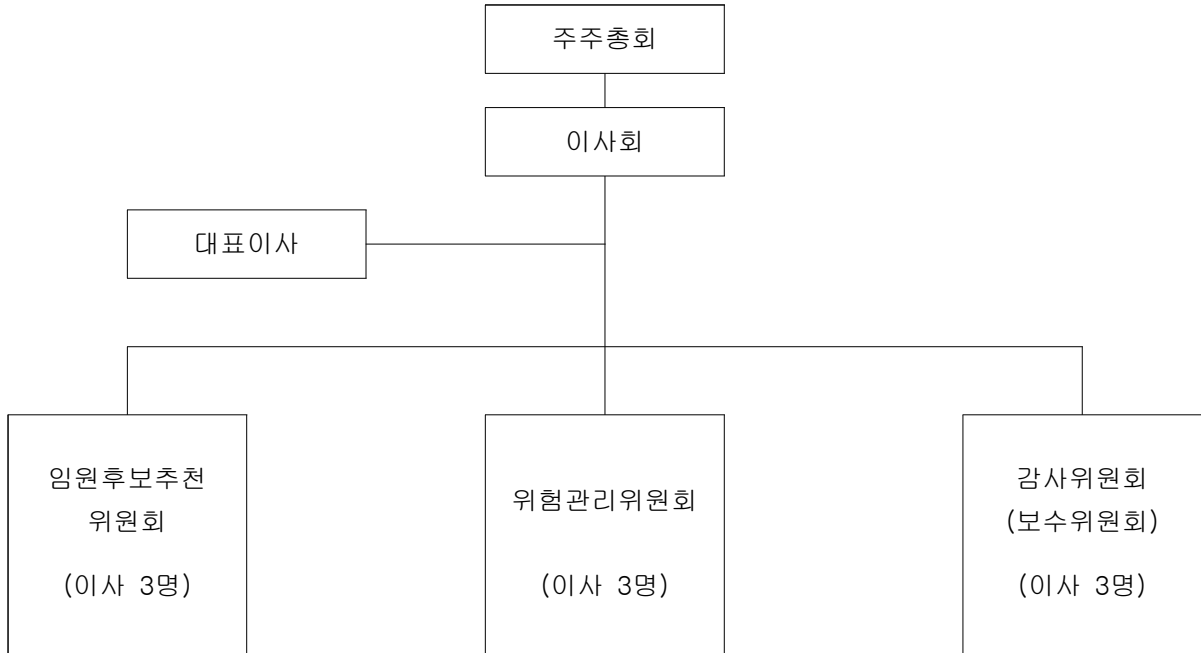 주주총회
이사회
대표이사
임원후보추천
위원회
(이사 3명)
위험관리위원회
(이사 3명)
감사위원회
(보수위원회)
(이사 3명)